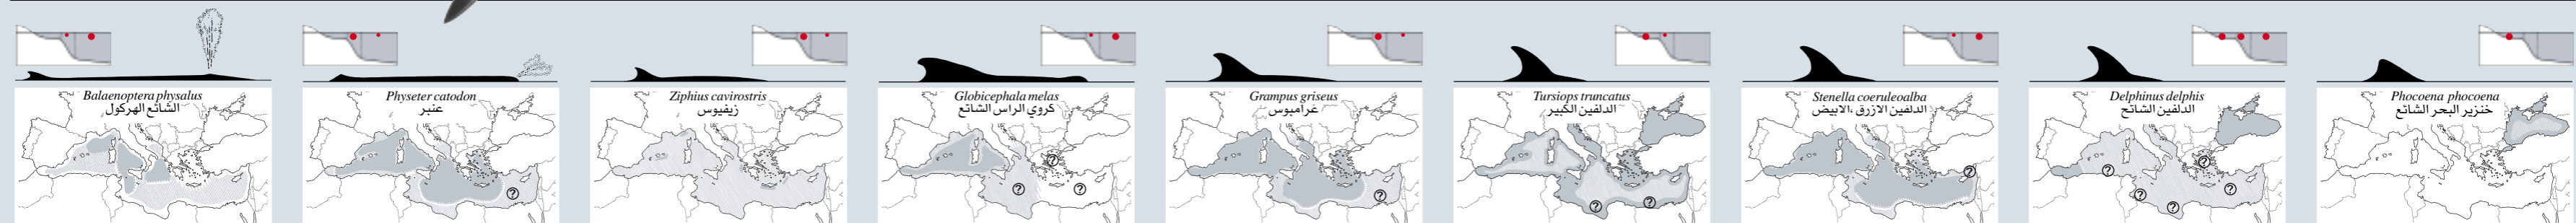 Balaenoptera physalus
الشائع الهركول
Physeter catodon
عنبر
Ziphius cavirostris
زيفيوس
Globicephala melas
كروي الراس الشائع
?
?
?
Grampus griseus
غرامبوس
?
Tursiops truncatus
الدلفين الكبير
?
?
Stenella coeruleoalba
الدلفين الازرق الابيض
?
Delphinus delphis
الدلفين الشائح
?
?
?
?
?
Phocoena phocoena
خنزير البحر الشائع